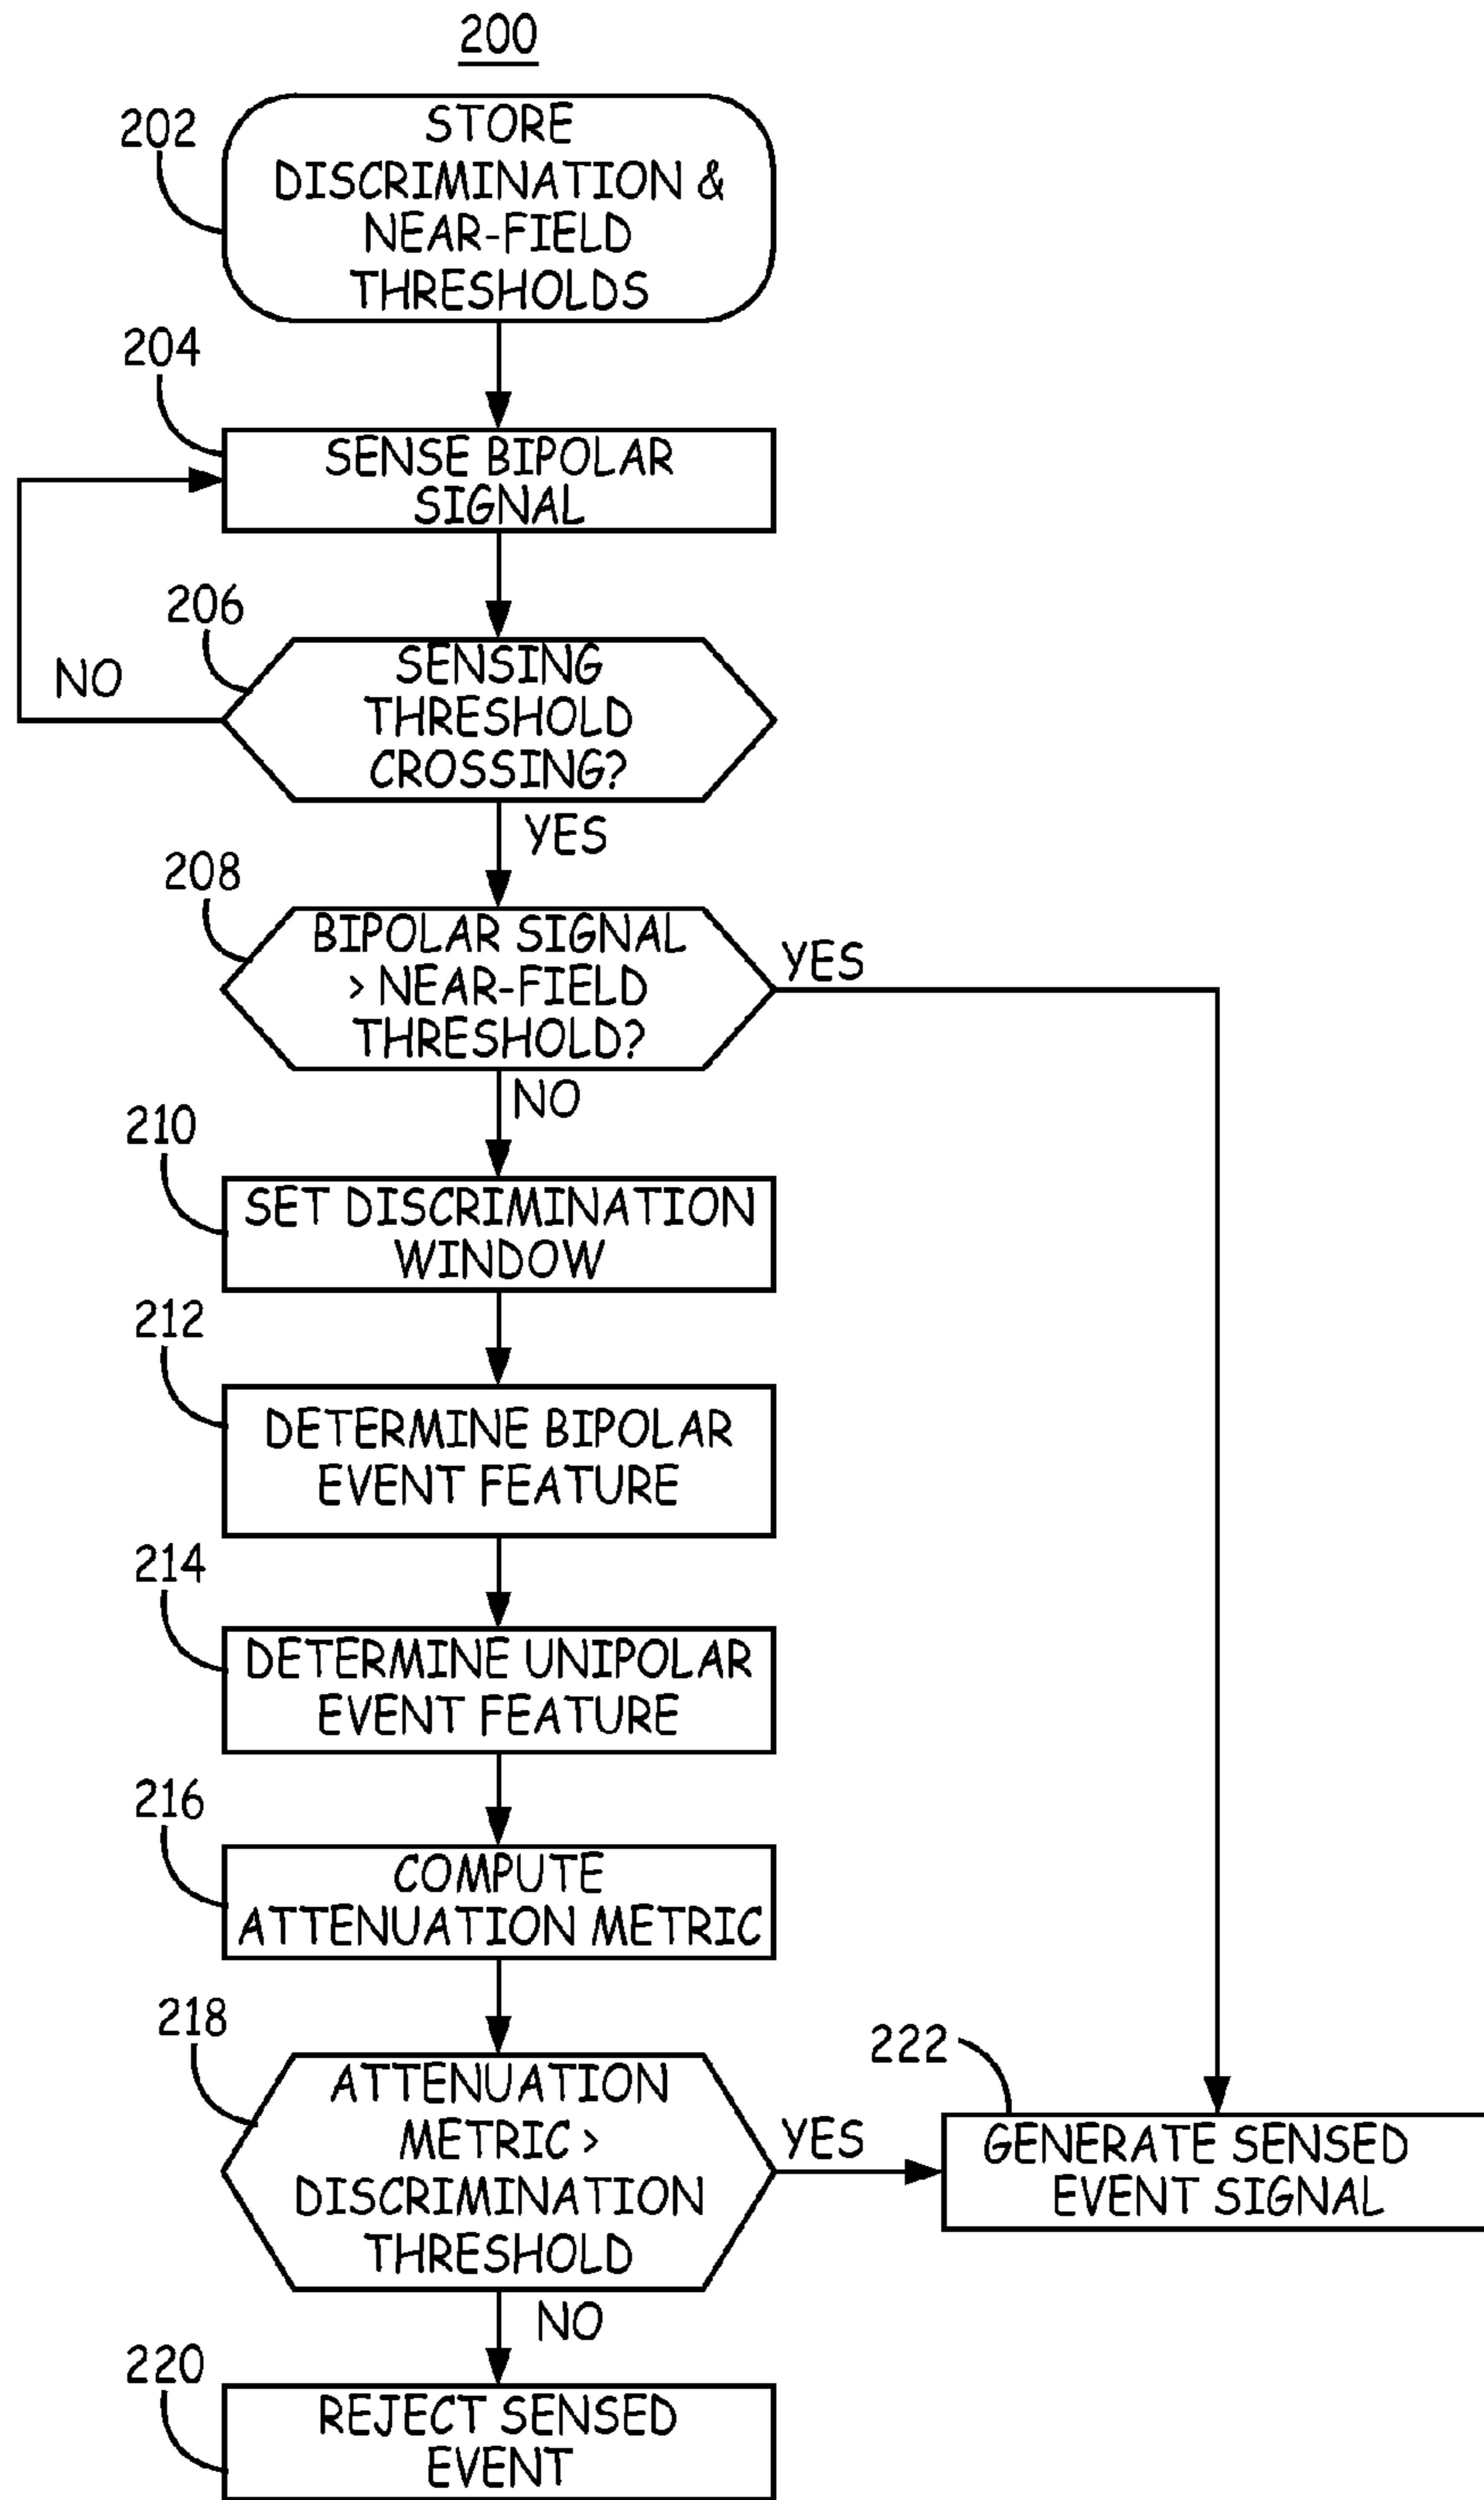 200
202
STORE
DISCRIMINATION &
NEAR-FIELD
THRESHOLDS
204
SENSE BIPOLAR
SIGNAL
206
NO
SENSING
THRESHOLD
CROSSING?
YES
208
BIPOLAR SIGNAL
> NEAR-FIELD
THRESHOLD?
YES
NO
210
SET DISCRIMINATION
WINDOW
212
DETERMINE BIPOLAR
EVENT FEATURE
214
DETERMINE UNIPOLAR
EVENT FEATURE
216
COMPUTE
ATTENUATION METRIC
218
ATTENUATION
METRIC >
DISCRIMINATION
THRESHOLD
YES
222
GENERATE SENSED
EVENT SIGNAL
NO
220
REJECT SENSED
EVENT